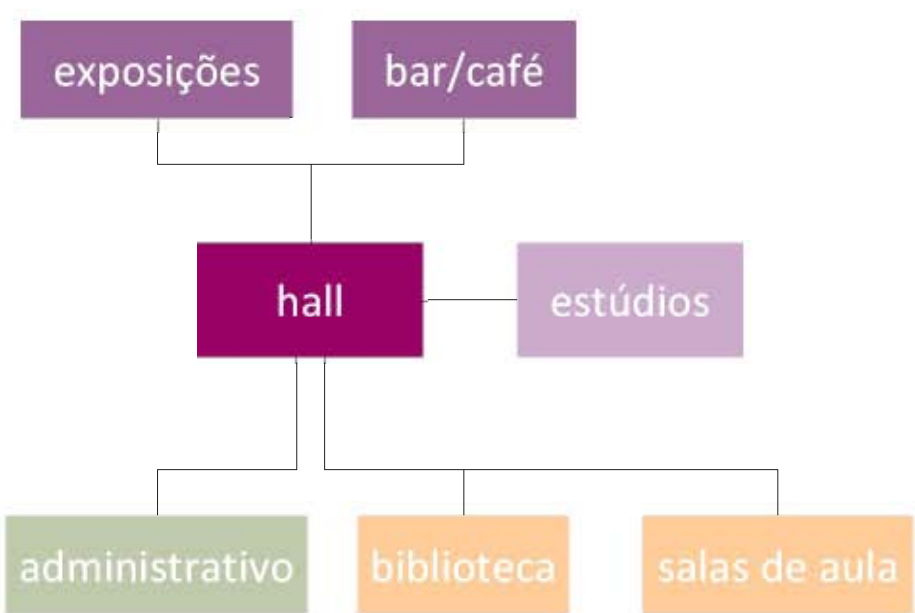 exposições
bar/café
hall
estúdios
administrativo
biblioteca
salas de aula